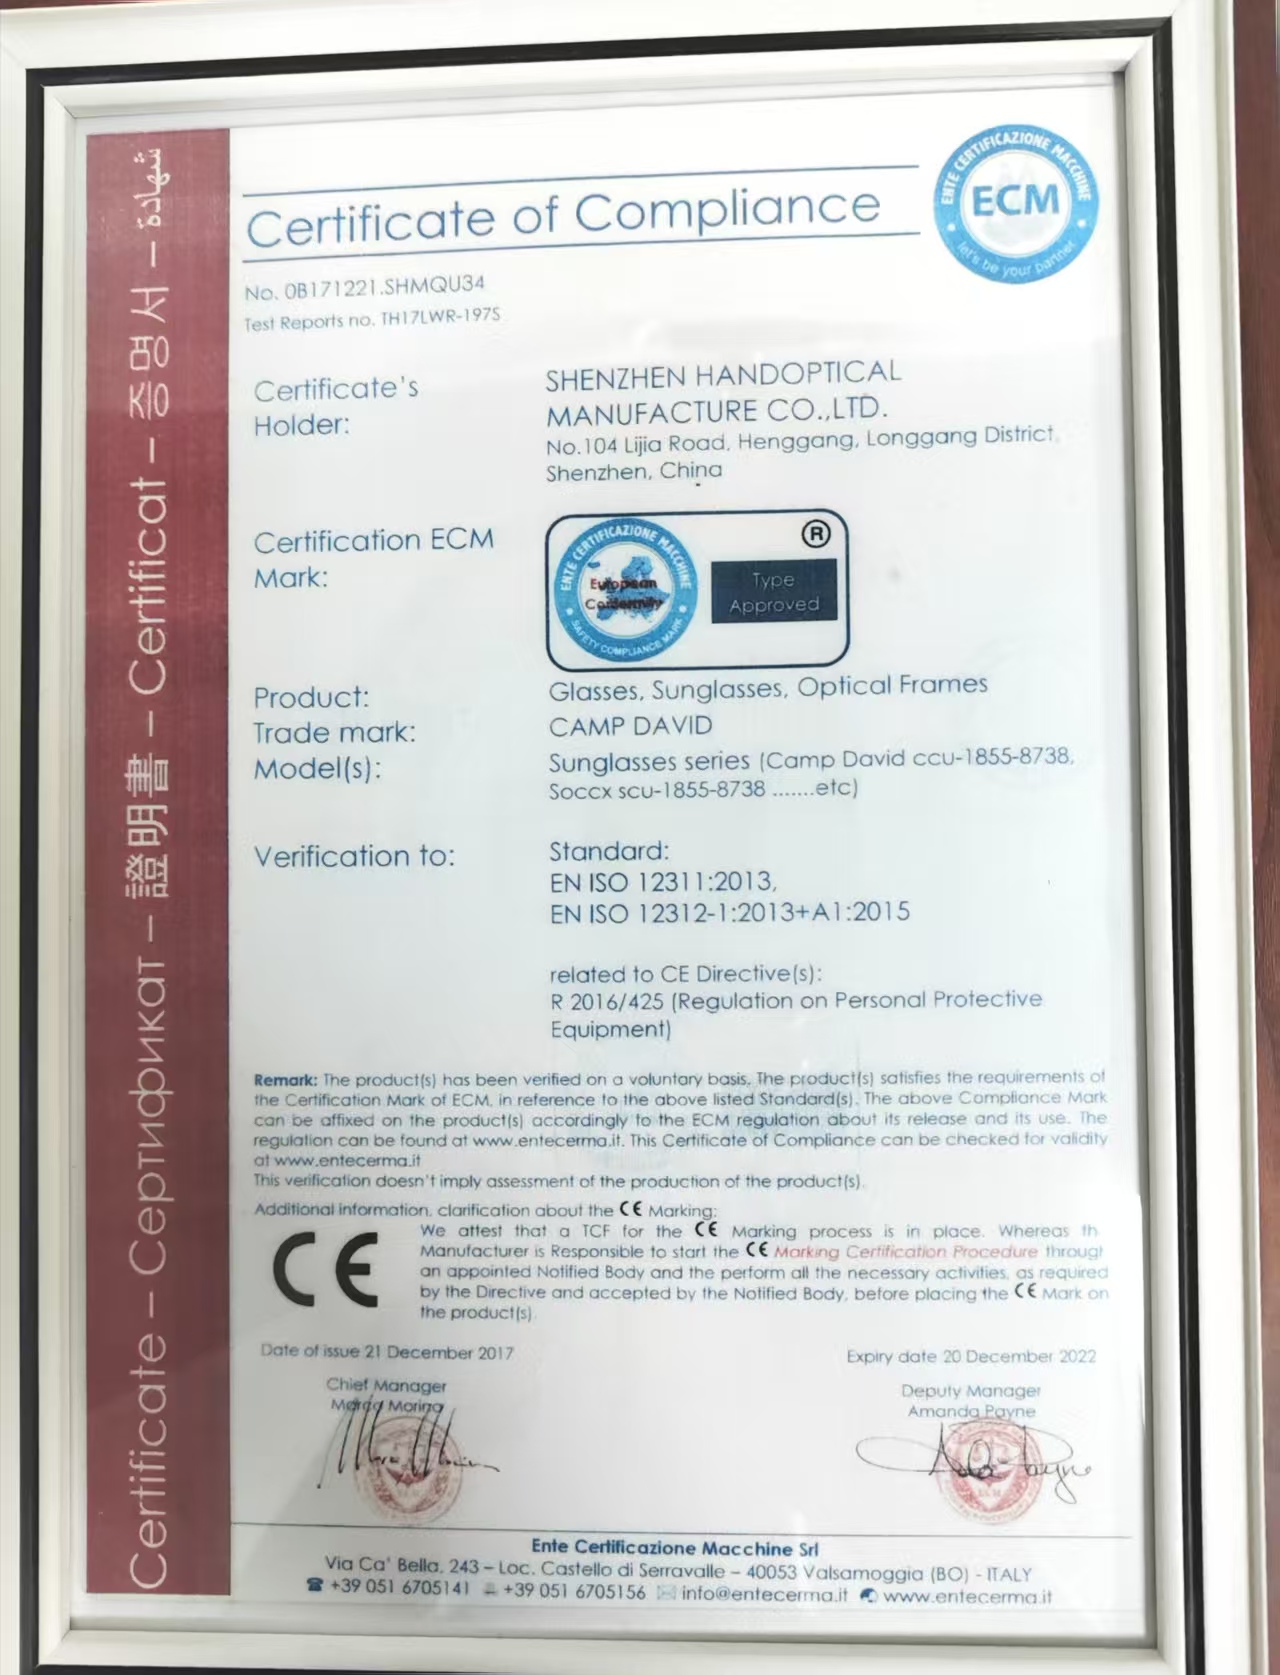 Certificate – Сертификат – 證明書 – Certificat – 증명서 – شهادة
Certificate of Compliance
ENTE CERTIFICAZIONE MACCHINE
ECM
let's be your partner
No. 0B171221.SHMQU34
Test Reports no. TH17LWR-197S
Certificate's
Holder:
SHENZHEN HANDOPTICAL
MANUFACTURE CO.,LTD.
No.104 Lijia Road, Henggang, Longgang District,
Shenzhen, China
Certification ECM
Mark:
ENTE CERTIFICAZIONE MACCHINE
European
Conformity
SAFETY COMPLIANCE MARK
®
Type
Approved
Product: Glasses, Sunglasses, Optical Frames
Trade mark: CAMP DAVID
Model(s): Sunglasses series (Camp David ccu-1855-8738,
Soccx scu-1855-8738 .......etc)
Verification to: Standard:
EN ISO 12311:2013,
EN ISO 12312-1:2013+A1:2015
related to CE Directive(s):
R 2016/425 (Regulation on Personal Protective
Equipment)
Remark: The product(s) has been verified on a voluntary basis. The product(s) satisfies the requirements of
the Certification Mark of ECM, in reference to the above listed Standard(s). The above Compliance Mark
can be affixed on the product(s) accordingly to the ECM regulation about its release and its use. The
regulation can be found at www.entecerma.it. This Certificate of Compliance can be checked for validity
at www.entecerma.it
This verification doesn't imply assessment of the production of the product(s).
Additional information, clarification about the CE Marking:
CE
We attest that a TCF for the CE Marking process is in place. Whereas th
Manufacturer is Responsible to start the CE Marking Certification Procedure througt
an appointed Notified Body and the perform all the necessary activities, as required
by the Directive and accepted by the Notified Body, before placing the CE Mark on
the product(s)
Date of issue 21 December 2017
Expiry date 20 December 2022
Chief Manager
Marco Morina
Deputy Manager
Amanda Payne
Ente Certificazione Macchine Srl
Via Ca' Bella, 243 – Loc. Castello di Serravalle – 40053 Valsamoggia (BO) - ITALY
☎ +39 051 6705141 +39 051 6705156 info@entecerma.it www.entecerma.it